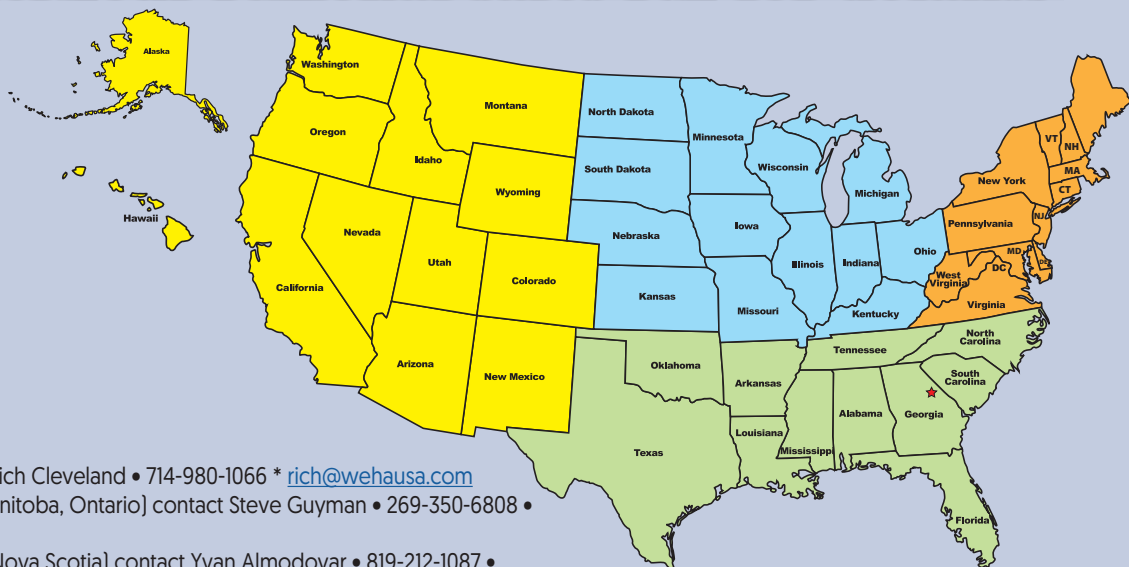 Alaska
Washington
Montana
North Dakota
Minnesota
VT
NH
Oregon
Idaho
South Dakota
Wisconsin
Michigan
New York
MA
CT
Wyoming
Hawaii
Nevada
Nebraska
Iowa
Pennsylvania
NJ
Utah
Colorado
Illinois
Indiana
Ohio
MD
DE
California
Kansas
Missouri
West
Virginia
DC
Kentucky
Virginia
Arizona
New Mexico
Oklahoma
Arkansas
Tennessee
North
Carolina
South
Carolina
Texas
Louisiana
Mississippi
Alabama
Georgia
Florida
ich Cleveland • 714-980-1066 * rich@wehausa.com
nitoba, Ontario) contact Steve Guyman • 269-350-6808 •
Nova Scotia) contact Yvan Almodovar • 819-212-1087 •